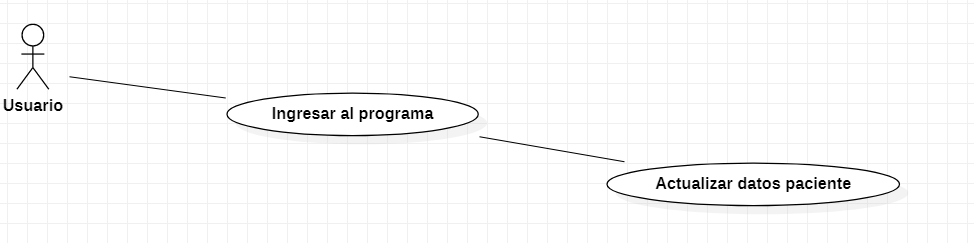 Usuario
Ingresar al programa
Actualizar datos paciente